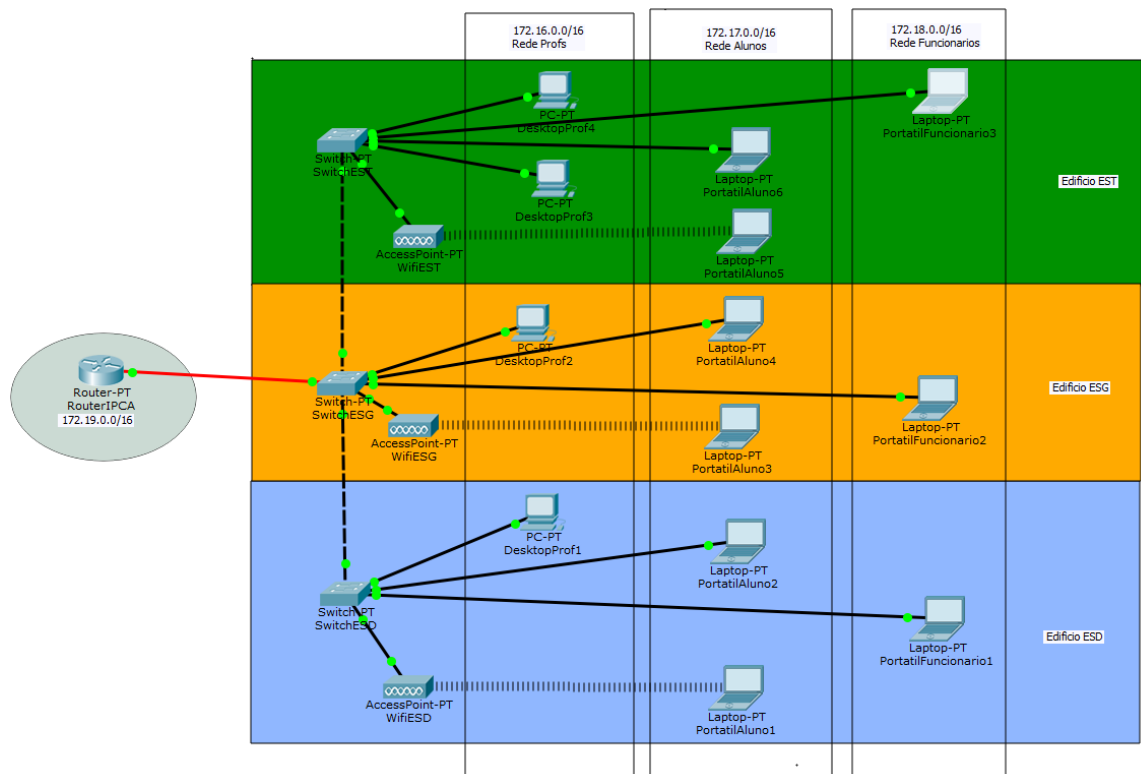 172.16.0.0/16
Rede Profs
172.17.0.0/16
Rede Alunos
172.18.0.0/16
Rede Funcionarios
PC-PT
DesktopProf4
Laptop-PT
PortatilFuncionario3
Switch-PT
SwitchEST
Laptop-PT
PortatilAluno6
Edificio EST
PC-PT
DesktopProf3
AccessPoint-PT
WifiEST
Laptop-PT
PortatilAluno5
PC-PT
DesktopProf2
Laptop-PT
PortatilAluno4
Edificio ESG
Router-PT
RouterIPCA
172.19.0.0/16
Switch-PT
SwitchESG
Laptop-PT
PortatilFuncionario2
AccessPoint-PT
WifiESG
Laptop-PT
PortatilAluno3
PC-PT
DesktopProf1
Laptop-PT
PortatilAluno2
Switch-PT
SwitchESD
Laptop-PT
PortatilFuncionario1
Edificio ESD
AccessPoint-PT
WifiESD
Laptop-PT
PortatilAluno1